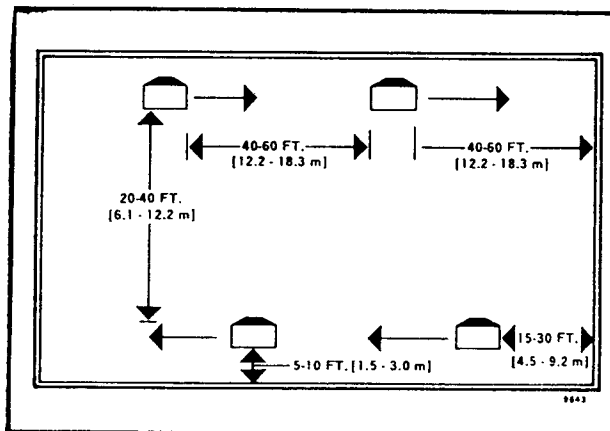 40-60 FT.
[12.2 - 18.3 m]
40-60 FT.
[12.2 - 18.3 m]
20-40 FT.
[6.1 - 12.2 m]
15-30 FT.
[4.5 - 9.2 m]
5-10 FT. [1.5 - 3.0 m]
9643